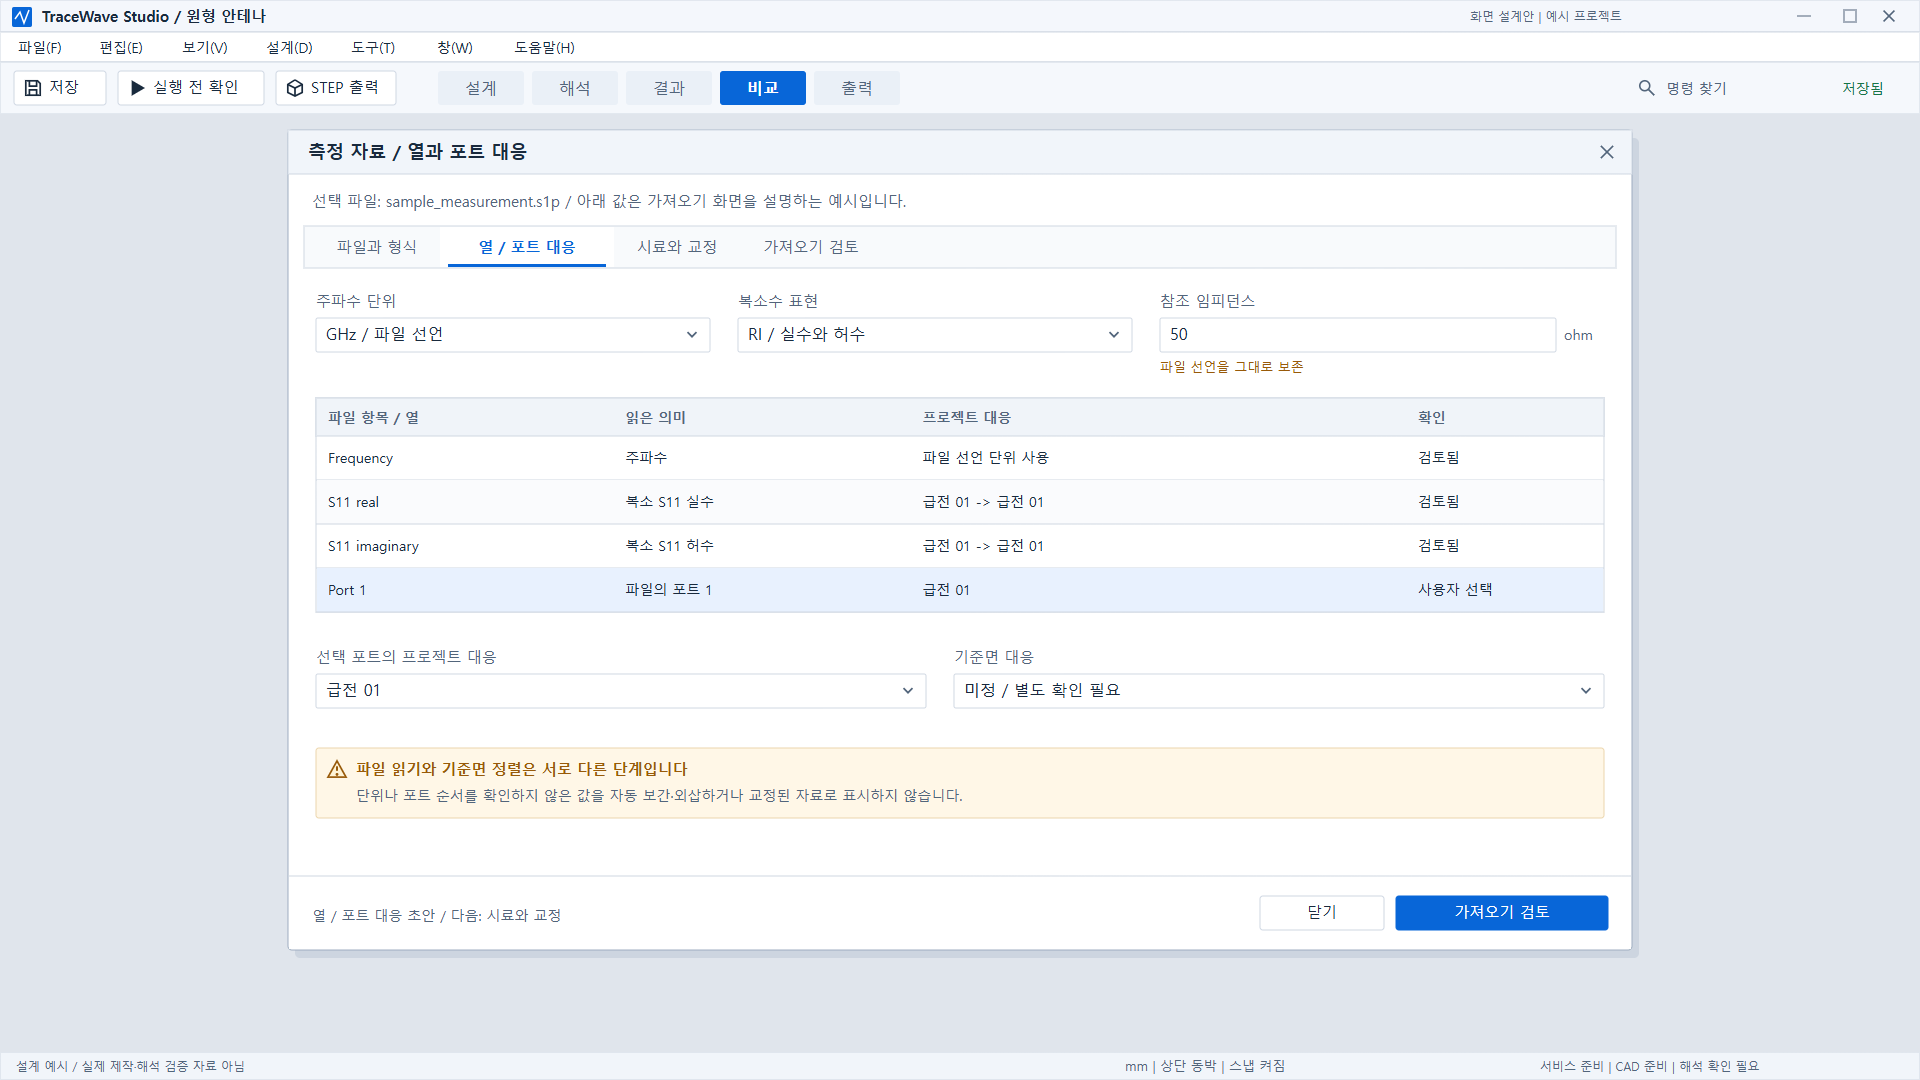 TraceWave Studio / 원형 안테나
화면 설계안 | 예시 프로젝트
파일(F) 편집(E) 보기(V) 설계(D) 도구(T) 창(W) 도움말(H)
저장 실행 전 확인 STEP 출력 설계 해석 결과 비교 출력 명령 찾기 저장됨
측정 자료 / 열과 포트 대응
선택 파일: sample_measurement.s1p / 아래 값은 가져오기 화면을 설명하는 예시입니다.
파일과 형식 열 / 포트 대응 시료와 교정 가져오기 검토
주파수 단위 복소수 표현 참조 임피던스
GHz / 파일 선언 RI / 실수와 허수 50 ohm
파일 선언을 그대로 보존
파일 항목 / 열 읽은 의미 프로젝트 대응 확인
Frequency 주파수 파일 선언 단위 사용 검토됨
S11 real 복소 S11 실수 급전 01 -> 급전 01 검토됨
S11 imaginary 복소 S11 허수 급전 01 -> 급전 01 검토됨
Port 1 파일의 포트 1 급전 01 사용자 선택
선택 포트의 프로젝트 대응 기준면 대응
급전 01 미정 / 별도 확인 필요
파일 읽기와 기준면 정렬은 서로 다른 단계입니다
단위나 포트 순서를 확인하지 않은 값을 자동 보간·외삽하거나 교정된 자료로 표시하지 않습니다.
열 / 포트 대응 초안 / 다음: 시료와 교정 닫기 가져오기 검토
설계 예시 / 실제 제작·해석 검증 자료 아님 mm | 상단 동박 | 스냅 켜짐 서비스 준비 | CAD 준비 | 해석 확인 필요